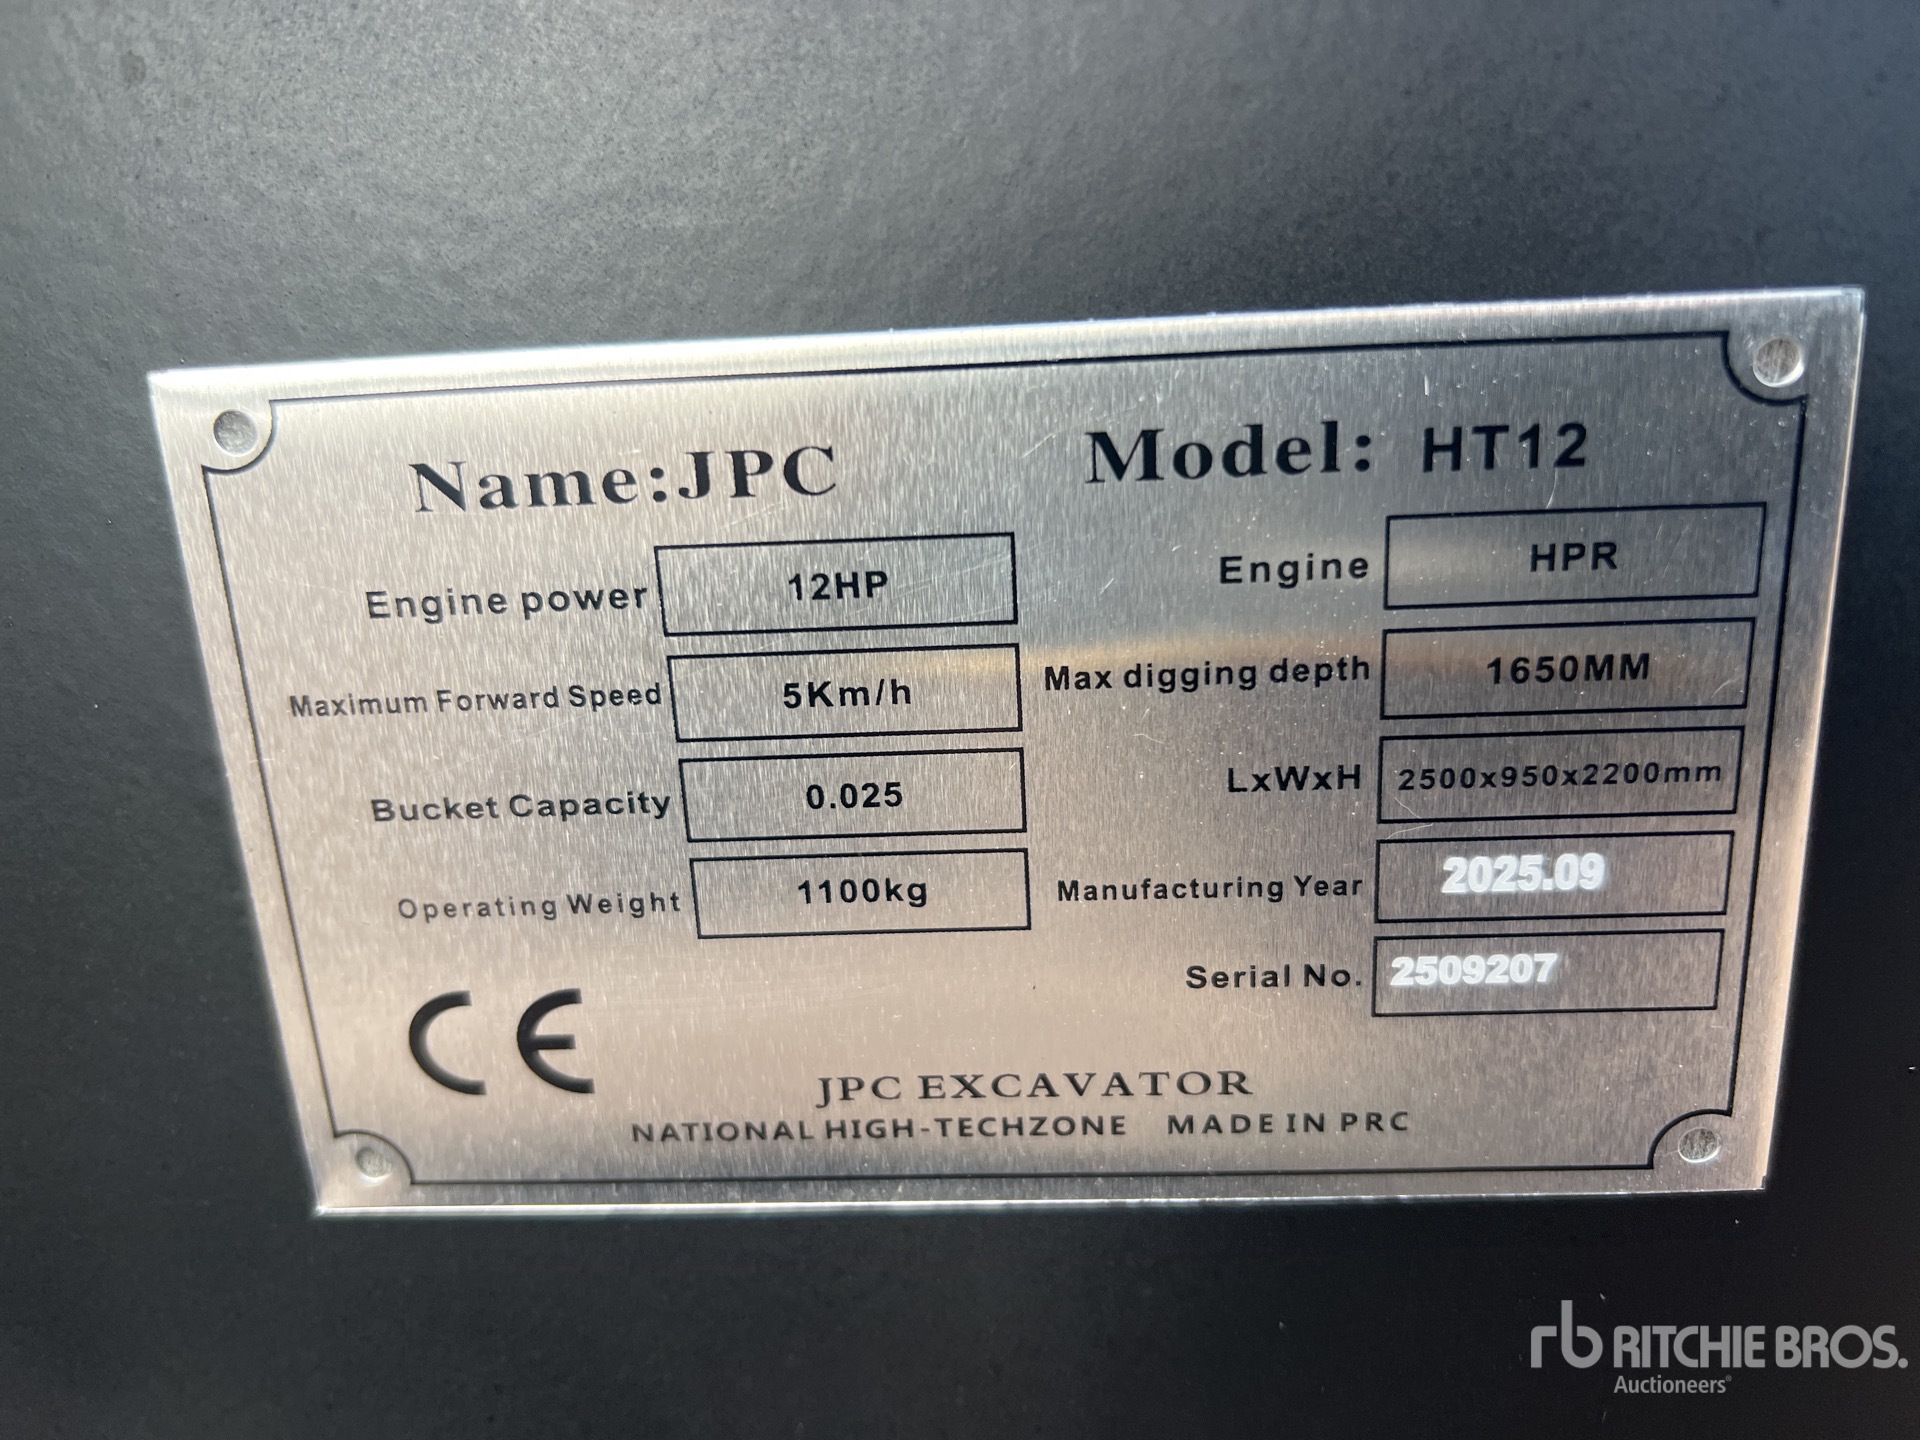 Name:JPC Model: HT12
Engine power 12HP Engine HPR
Maximum Forward Speed 5Km/h Max digging depth 1650MM
Bucket Capacity 0.025 LxWxH 2500x950x2200mm
Operating Weight 1100kg Manufacturing Year 2025.09
Serial No. 2509207
CE
JPC EXCAVATOR
NATIONAL HIGH-TECHZONE MADE IN PRC
rb RITCHIE BROS.
Auctioneers®